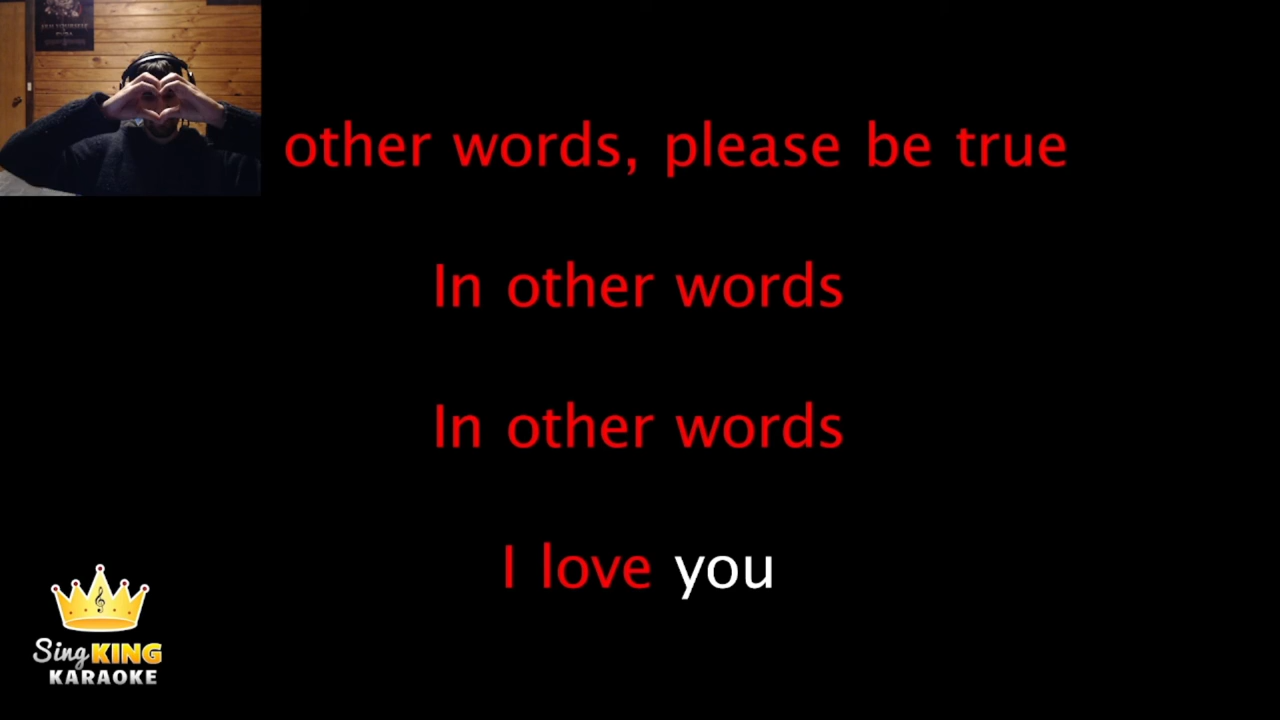 other words, please be true
In other words
In other words
I love you
Sing KING
KARAOKE